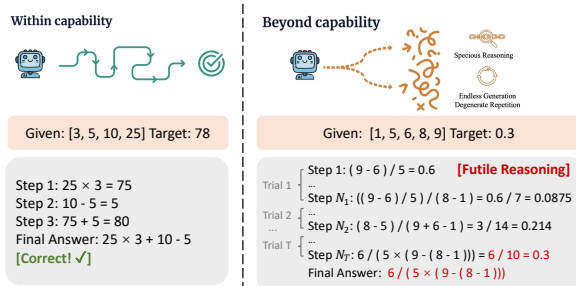 Within capability
Given: [3, 5, 10, 25] Target: 78
Step 1: 25 × 3 = 75
Step 2: 10 - 5 = 5
Step 3: 75 + 5 = 80
Final Answer: 25 × 3 + 10 - 5
[Correct! ✓]
Beyond capability
Specious Reasoning
Endless Generation
Degenerate Repetition
Given: [1, 5, 6, 8, 9] Target: 0.3
Step 1: ( 9 - 6 ) / 5 = 0.6 [Futile Reasoning]
Trial 1 ...
Step N₁: (( 9 - 6 ) / 5 ) / ( 8 - 1 ) = 0.6 / 7 = 0.0875
Trial 2 ...
... Step N₂: ( 8 - 5 ) / ( 9 + 6 - 1 ) = 3 / 14 = 0.214
Trial T ...
Step N_T: 6 / ( 5 × ( 9 - ( 8 - 1 ))) = 6 / 10 = 0.3
Final Answer: 6 / ( 5 × ( 9 - ( 8 - 1 )))